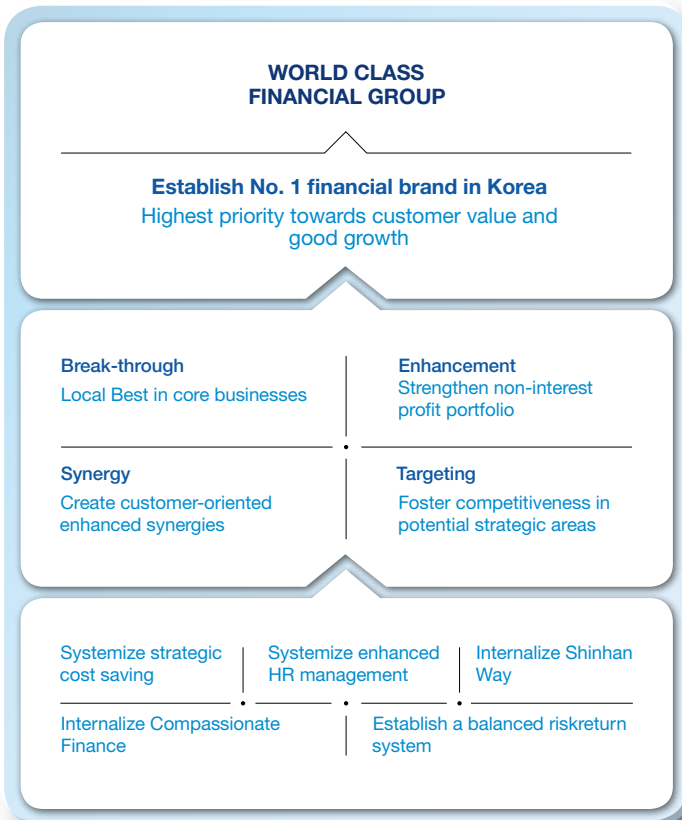 WORLD CLASS
FINANCIAL GROUP
Establish No. 1 financial brand in Korea
Highest priority towards customer value and
good growth
Break-through
Local Best in core businesses
Enhancement
Strengthen non-interest
profit portfolio
Synergy
Create customer-oriented
enhanced synergies
Targeting
Foster competitiveness in
potential strategic areas
Systemize strategic
cost saving
Systemize enhanced
HR management
Internalize Shinhan
Way
Internalize Compassionate
Finance
Establish a balanced riskreturn
system